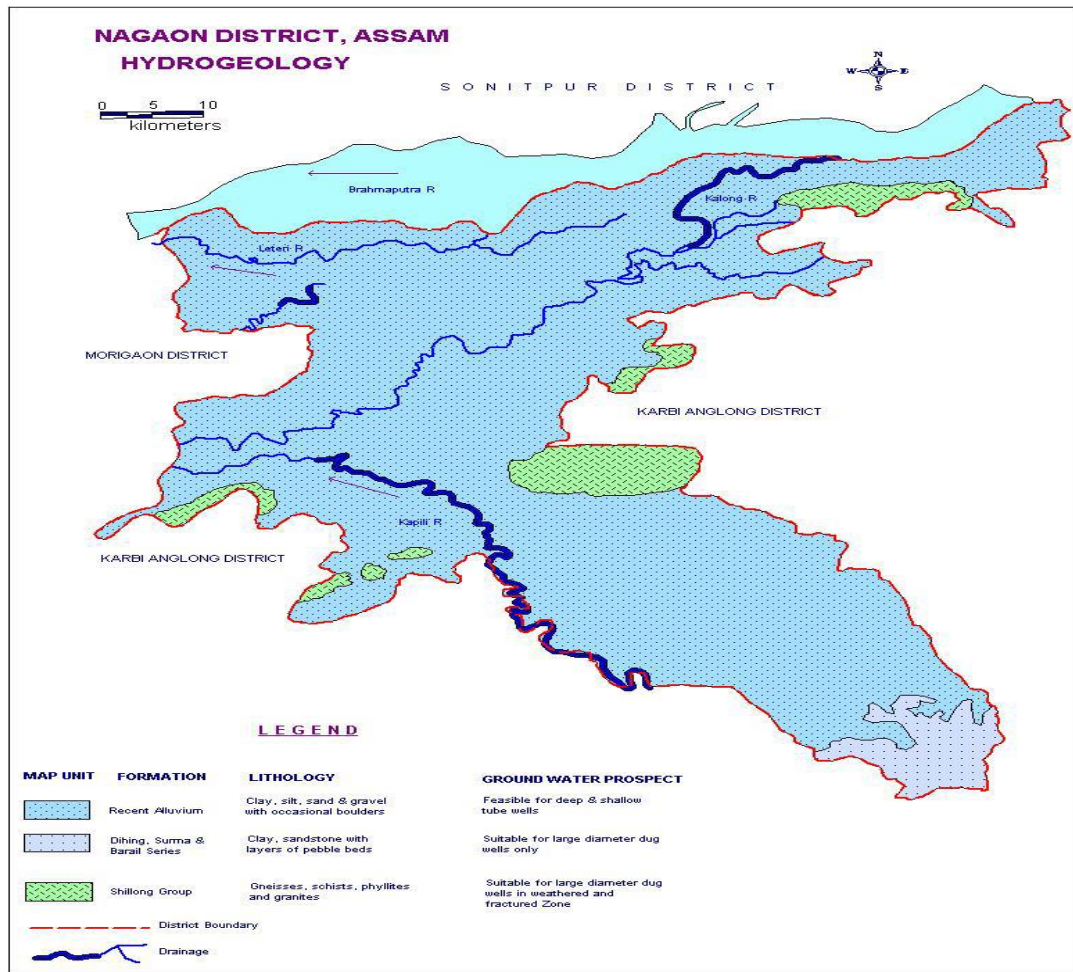 NAGAON DISTRICT, ASSAM
HYDROGEOLOGY
N
W E
S
SONITPUR DISTRICT
0 5 10
kilometers
Brahmaputra R
Kalong R
Leteri R
MORIGAON DISTRICT
KARBI ANGLONG DISTRICT
Kapili R
KARBI ANGLONG DISTRICT
LEGEND
MAP UNIT FORMATION LITHOLOGY GROUND WATER PROSPECT
Recent Alluvium
Clay, silt, sand & gravel
with occasional boulders
Feasible for deep & shallow
tube wells
Dihing, Surma &
Barail Series
Clay, sandstone with
layers of pebble beds
Suitable for large diameter dug
wells only
Shillong Group
Gneisses, schists, phyllites
and granites
Suitable for large diameter dug
wells in weathered and
fractured Zone
District Boundary
Drainage